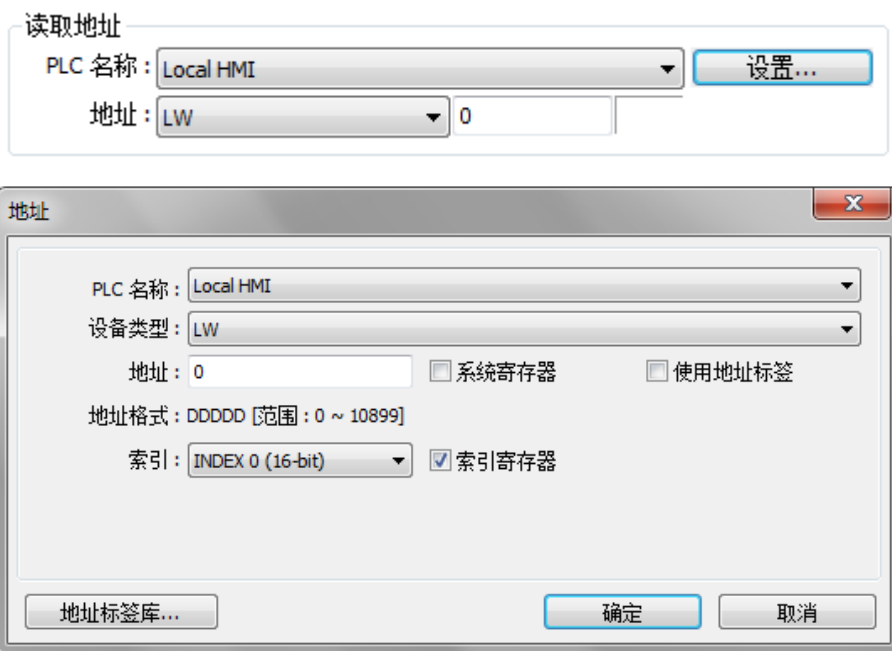 读取地址
PLC 名称 : Local HMI 设置...
地址 : LW 0
地址
PLC 名称 : Local HMI
设备类型 : LW
地址 : 0 系统寄存器 使用地址标签
地址格式 : DDDDD [范围 : 0 ~ 10899]
索引 : INDEX 0 (16-bit) 索引寄存器
地址标签库... 确定 取消